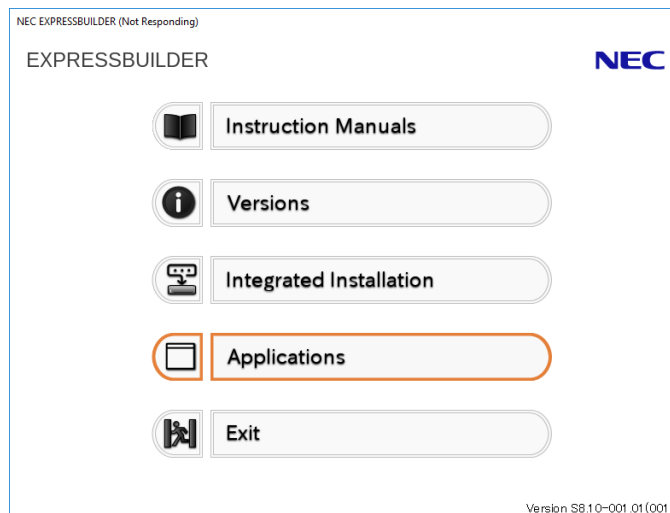 NEC EXPRESSBUILDER (Not Responding)
EXPRESSBUILDER
NEC
Instruction Manuals
Versions
Integrated Installation
Applications
Exit
Version S8.10-001.01(001